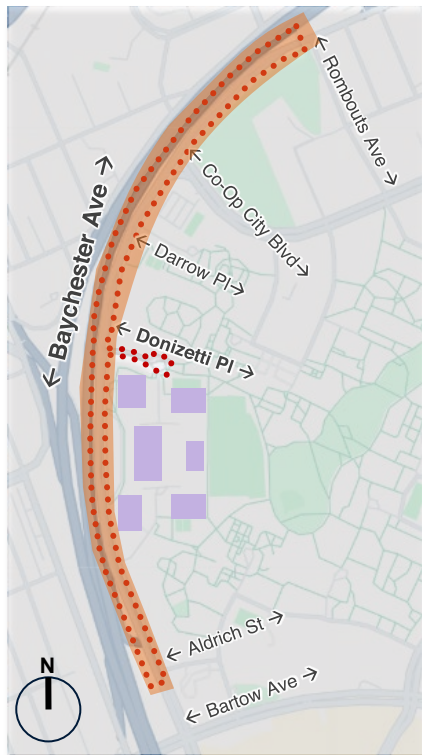 ← Rombouts Ave →
← Co-Op City Blvd→
← Baychester Ave →
← Darrow Pl→
← Donizetti Pl →
← Aldrich St →
← Bartow Ave →
N